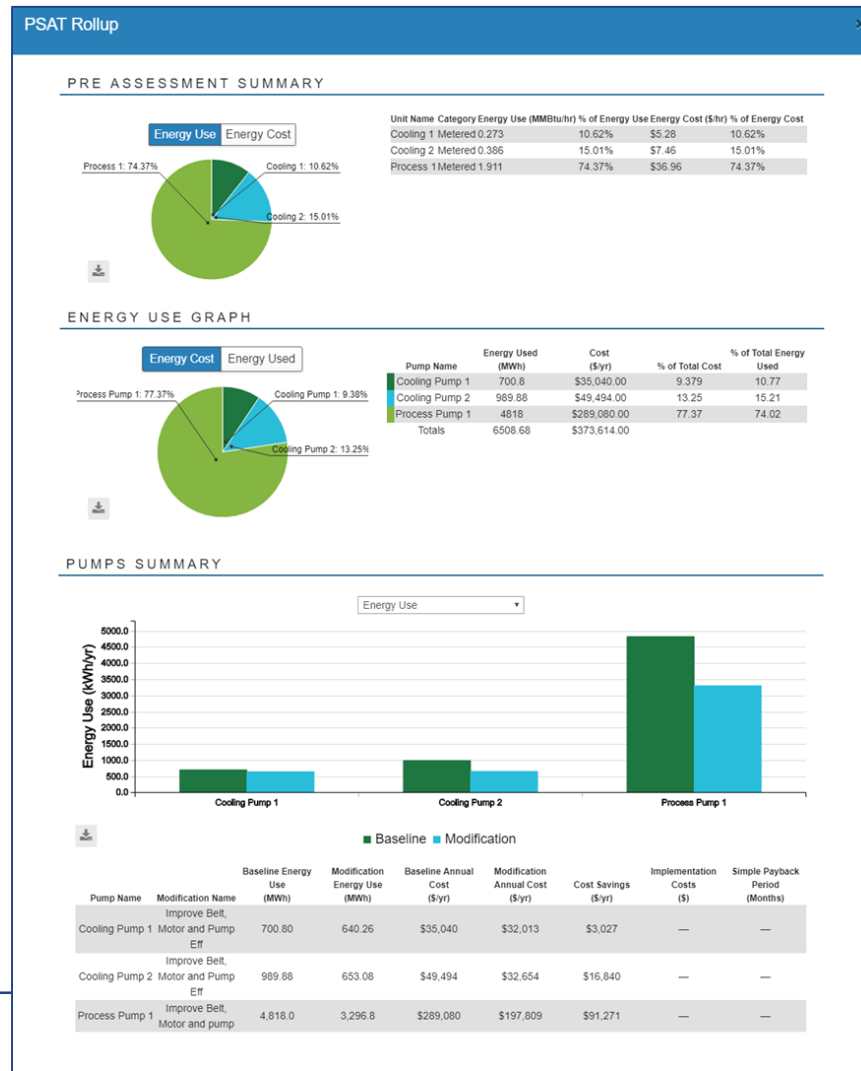 PSAT Rollup
×
PRE ASSESSMENT SUMMARY
Energy Use Energy Cost
Process 1: 74.37%
Cooling 1: 10.62%
Cooling 2: 15.01%
Unit Name Category Energy Use (MMBtu/hr) % of Energy Use Energy Cost ($/hr) % of Energy Cost
Cooling 1 Metered 0.273 10.62% $5.28 10.62%
Cooling 2 Metered 0.386 15.01% $7.46 15.01%
Process 1 Metered 1.911 74.37% $36.96 74.37%
ENERGY USE GRAPH
Energy Cost Energy Used
Process Pump 1: 77.37%
Cooling Pump 1: 9.38%
Cooling Pump 2: 13.25%
Energy Used Cost % of Total Energy
Pump Name (MWh) ($/yr) % of Total Cost Used
Cooling Pump 1 700.8 $35,040.00 9.379 10.77
Cooling Pump 2 989.88 $49,494.00 13.25 15.21
Process Pump 1 4818 $289,080.00 77.37 74.02
Totals 6508.68 $373,614.00
PUMPS SUMMARY
Energy Use
Energy Use (kWh/yr)
5000.0
4500.0
4000.0
3500.0
3000.0
2500.0
2000.0
1500.0
1000.0
500.0
0.0
Cooling Pump 1 Cooling Pump 2 Process Pump 1
Baseline Modification
Baseline Energy Modification Baseline Annual Modification Implementation Simple Payback
Use Energy Use Cost Annual Cost Cost Savings Costs Period
Pump Name Modification Name (MWh) (MWh) ($/yr) ($/yr) ($/yr) ($) (Months)
Improve Belt,
Cooling Pump 1 Motor and Pump 700.80 640.26 $35,040 $32,013 $3,027 — —
Eff
Improve Belt,
Cooling Pump 2 Motor and Pump 989.88 653.08 $49,494 $32,654 $16,840 — —
Eff
Improve Belt,
Process Pump 1 Motor and pump 4,818.0 3,296.8 $289,080 $197,809 $91,271 — —